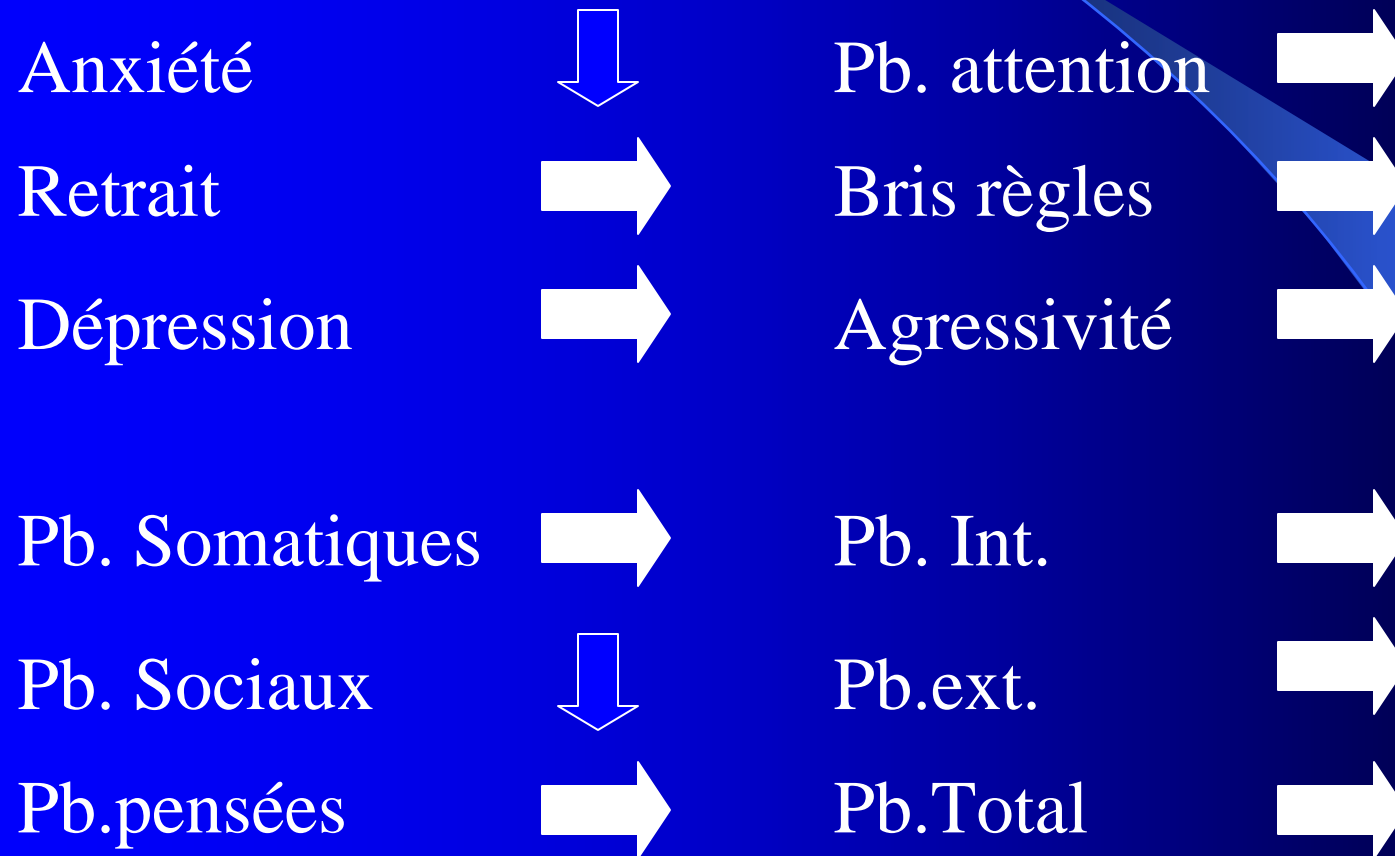 Anxiété
Retrait
Dépression
Pb. Somatiques
Pb. Sociaux
Pb.pensées
Pb. attention
Bris règles
Agressivité
Pb. Int.
Pb.ext.
Pb.Total